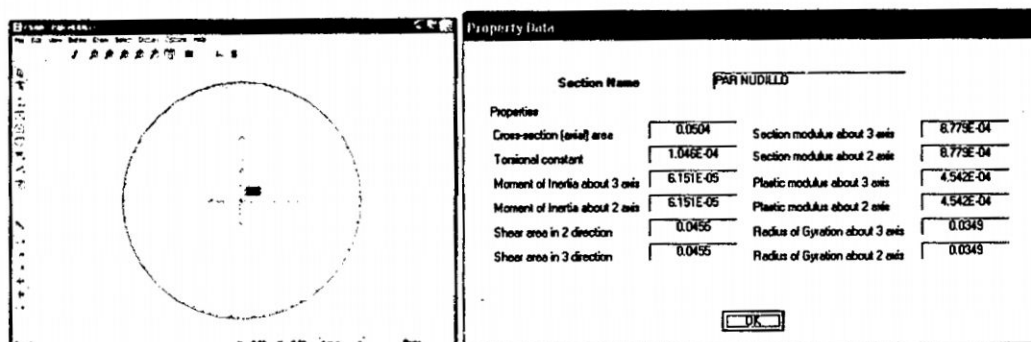 Property Data
Section Name PAR NUDILLO
Properties
Cross-section (axial) area 0.0504 Section modulus about 3 axis 8.779E-04
Torsional constant 1.046E-04 Section modulus about 2 axis 8.779E-04
Moment of Inertia about 3 axis 6.151E-05 Plastic modulus about 3 axis 4.542E-04
Moment of Inertia about 2 axis 6.151E-05 Plastic modulus about 2 axis 4.542E-04
Shear area in 2 direction 0.0455 Radius of Gyration about 3 axis 0.0349
Shear area in 3 direction 0.0455 Radius of Gyration about 2 axis 0.0349
OK